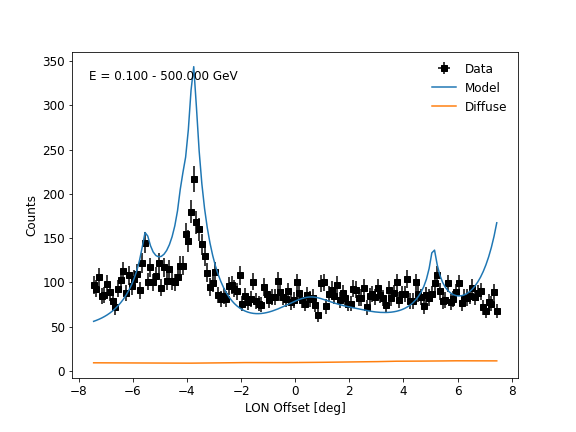 E = 0.100 - 500.000 GeV
Data
Model
Diffuse
350
300
250
200
150
100
50
0
Counts
−8 −6 −4 −2 0 2 4 6 8
LON Offset [deg]